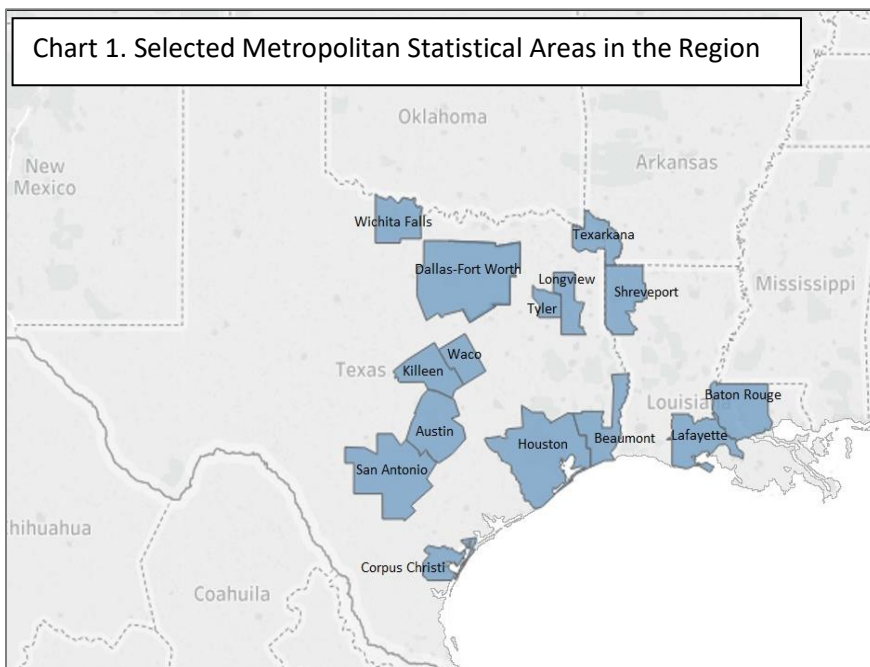 Chart 1. Selected Metropolitan Statistical Areas in the Region
Oklahoma
New
Mexico
Arkansas
Wichita Falls
Texarkana
Dallas-Fort Worth
Longview
Shreveport
Mississippi
Tyler
Waco
Texas
Killeen
Louisiana
Baton Rouge
Austin
Houston
Beaumont
Lafayette
San Antonio
Chihuahua
Corpus Christi
Coahuila